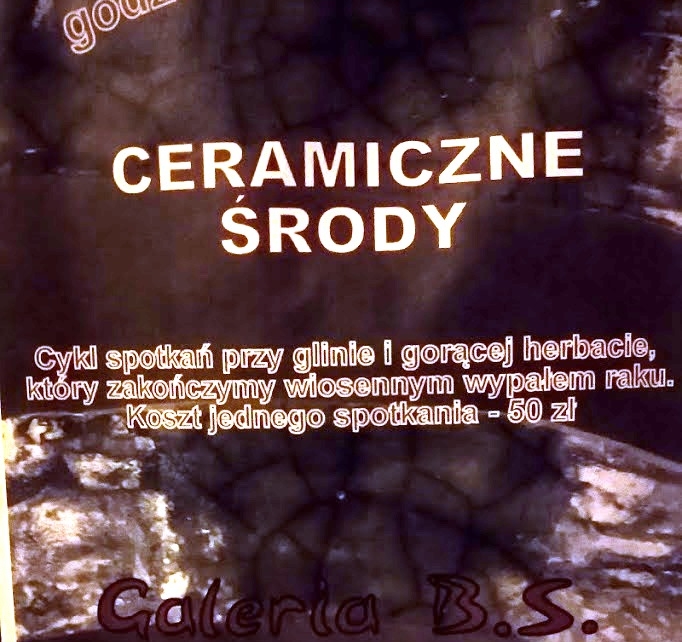 CERAMICZNE
ŚRODY
Cykl spotkań przy glinie i gorącej herbacie,
który zakończymy wiosennym wypałem raku.
Koszt jednego spotkania - 50 zł
Galeria B.S.